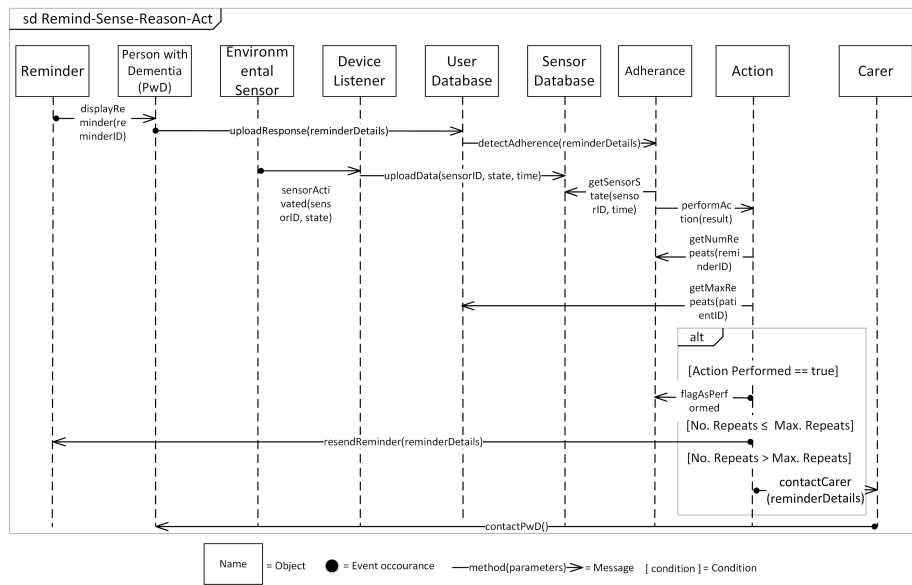 sd Remind-Sense-Reason-Act
Reminder
Person with
Dementia
(PwD)
Environm
ental
Sensor
Device
Listener
User
Database
Sensor
Database
Adherance
Action
Carer
displayRe
minder(re
minderID)
uploadResponse(reminderDetails)
detectAdherence(reminderDetails)
sensorActi
vated(sens
orID, state)
uploadData(sensorID, state, time)
getSensorS
tate(senso
rID, time)
performAc
tion(result)
getNumRe
peats(remi
nderID)
getMaxRe
peats(pati
entID)
alt
[Action Performed == true]
flagAsPerf
ormed
[No. Repeats ≤ Max. Repeats]
resendReminder(reminderDetails)
[No. Repeats > Max. Repeats]
contactCarer
(reminderDetails)
contactPwD()
Name
= Object
= Event occourance
method(parameters)
= Message
[ condition ] = Condition